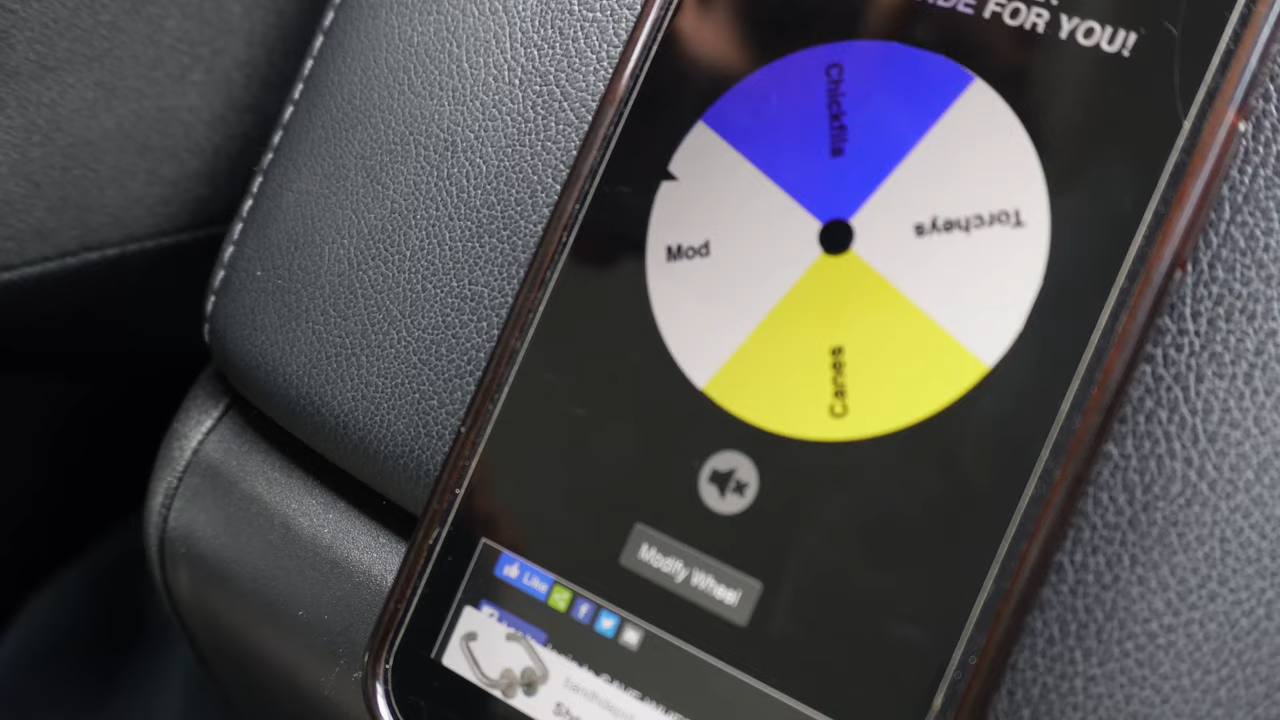 FOR YOU!
Chickfila
Torcheys
Mod
Canes
Modify Wheel
Like